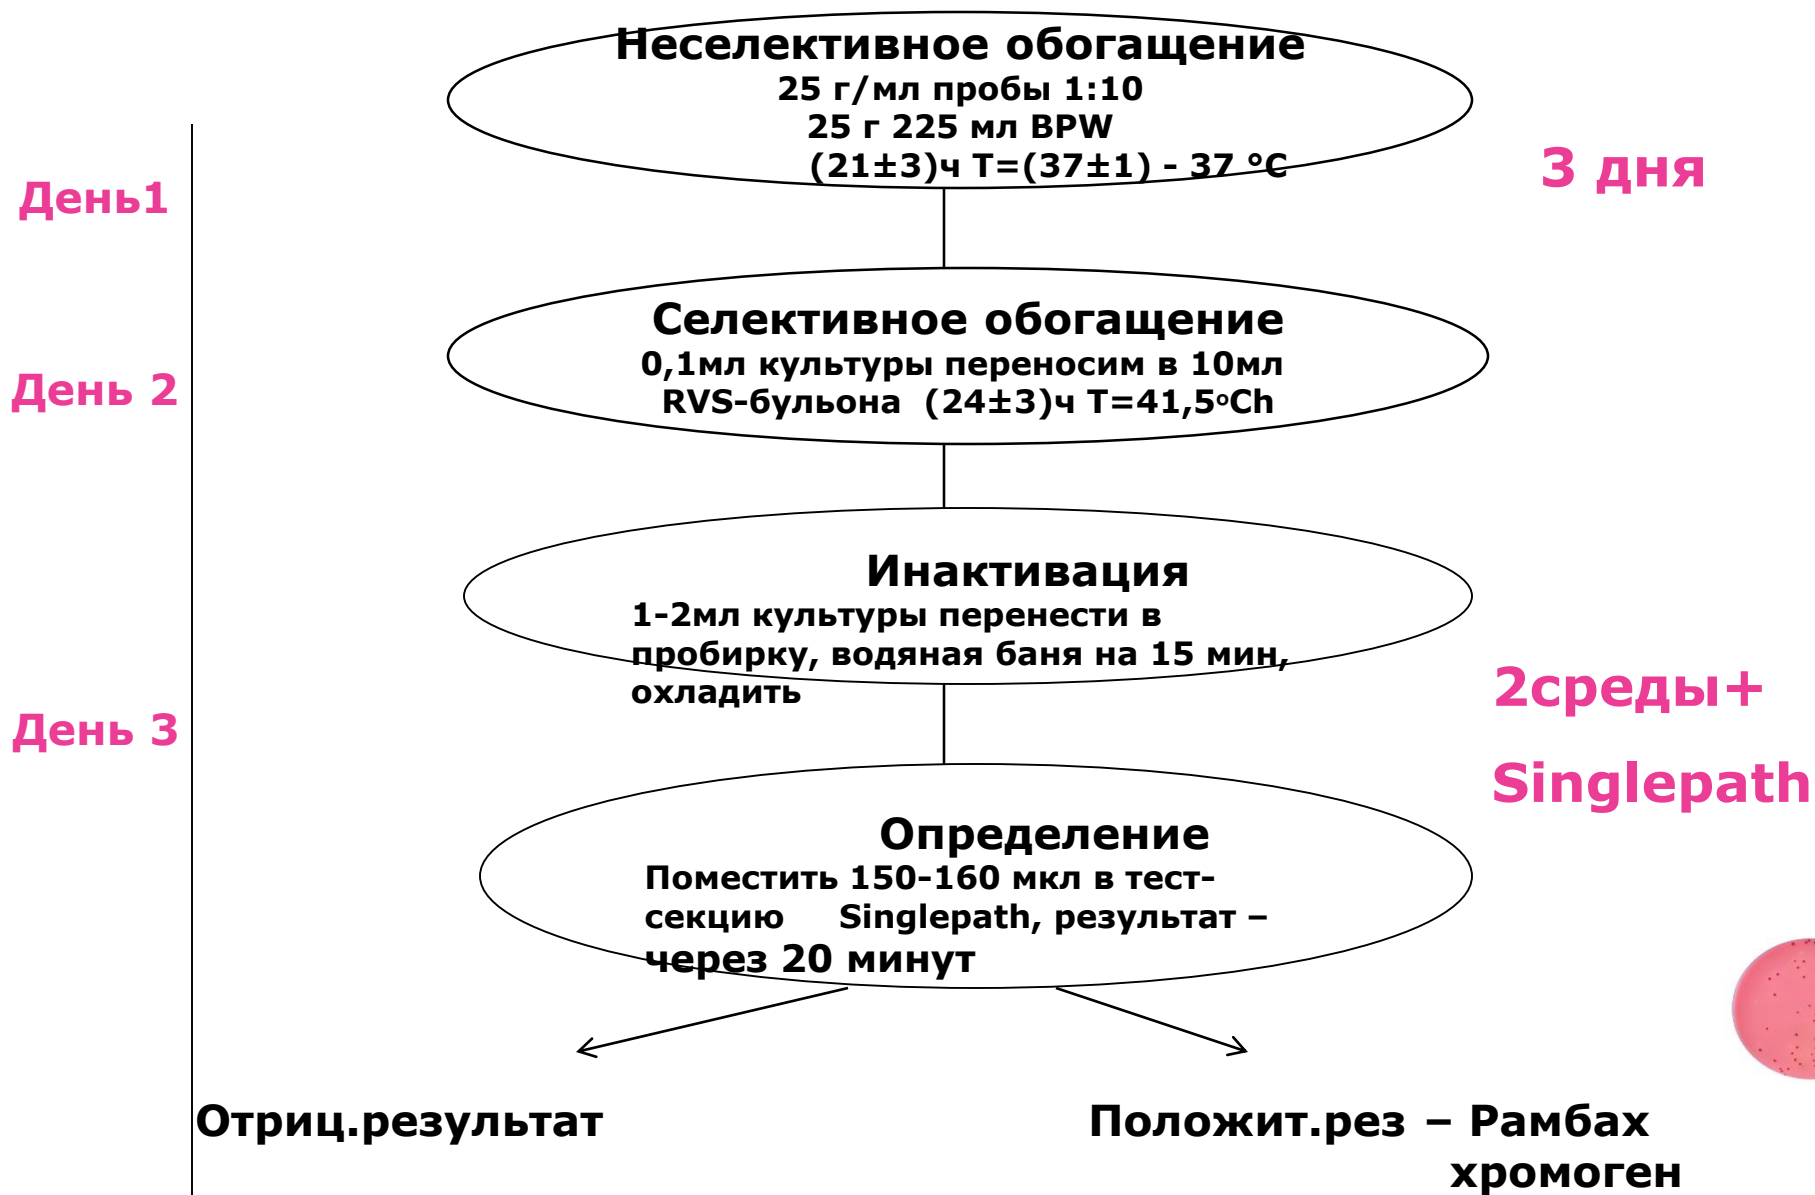 Неселективное обогащение
25 г/мл пробы 1:10
25 г 225 мл BPW
(21±3)ч T=(37±1) - 37 °C
3 дня
День1
Селективное обогащение
0,1мл культуры переносим в 10мл
RVS-бульона (24±3)ч T=41,5ºCh
День 2
Инактивация
1-2мл культуры перенести в
пробирку, водяная баня на 15 мин,
охладить
2среды+
Singlepath
День 3
Определение
Поместить 150-160 мкл в тест-
секцию Singlepath, результат –
через 20 минут
Отриц.результат
Положит.рез – Рамбах
хромоген